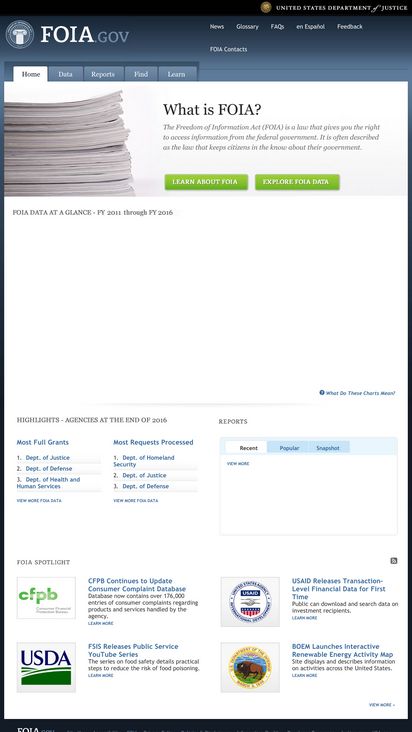 UNITED STATES DEPARTMENT of JUSTICE
FOIA.GOV
News Glossary FAQs en Español Feedback
FOIA Contacts
Home Data Reports Find Learn
What is FOIA?
The Freedom of Information Act (FOIA) is a law that gives you the right
to access information from the federal government. It is often described
as the law that keeps citizens in the know about their government.
LEARN ABOUT FOIA EXPLORE FOIA DATA
FOIA DATA AT A GLANCE - FY 2011 through FY 2016
What Do These Charts Mean?
HIGHLIGHTS - AGENCIES AT THE END OF 2016
Most Full Grants
1. Dept. of Justice
2. Dept. of Defense
3. Dept. of Health and
Human Services
VIEW MORE FOIA DATA
Most Requests Processed
1. Dept. of Homeland
Security
2. Dept. of Justice
3. Dept. of Defense
VIEW MORE FOIA DATA
REPORTS
Recent Popular Snapshot
VIEW MORE
FOIA SPOTLIGHT
cfpb
Consumer Financial
Protection Bureau
CFPB Continues to Update
Consumer Complaint Database
Database now contains over 176,000
entries of consumer complaints regarding
products and services handled by the
agency.
LEARN MORE
USAID
USAID Releases Transaction-
Level Financial Data for First
Time
Public can download and search data on
investment recipients.
LEARN MORE
USDA
FSIS Releases Public Service
YouTube Series
The series on food safety details practical
steps to reduce the risk of food poisoning.
LEARN MORE
BOEM Launches Interactive
Renewable Energy Activity Map
Site displays and describes information
on activities across the United States.
LEARN MORE
VIEW MORE
FOIA.GOV